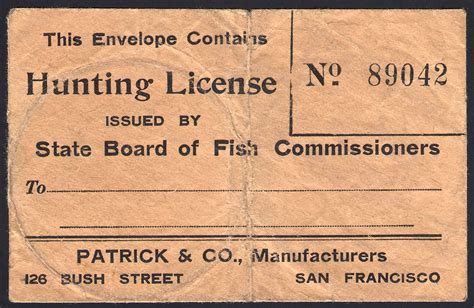 This Envelope Contains
Hunting License
ISSUED BY
State Board of Fish Commissioners
No 89042
To
PATRICK & CO., Manufacturers
126 BUSH STREET SAN FRANCISCO